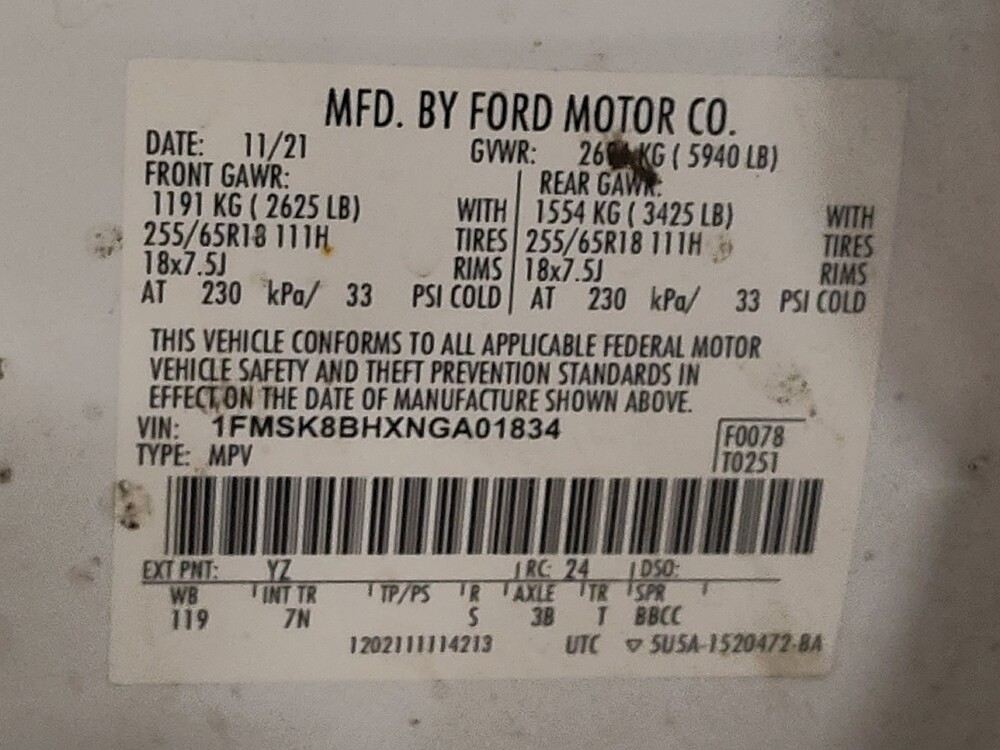 MFD. BY FORD MOTOR CO.
DATE: 11/21 GVWR: KG ( 5940 LB)
FRONT GAWR: REAR GAWR:
1191 KG ( 2625 LB) WITH 1554 KG ( 3425 LB) WITH
255/65R18 111H TIRES 255/65R18 111H TIRES
18x7.5J RIMS 18x7.5J RIMS
AT 230 kPa/ 33 PSI COLD AT 230 kPa/ 33 PSI COLD
THIS VEHICLE CONFORMS TO ALL APPLICABLE FEDERAL MOTOR
VEHICLE SAFETY AND THEFT PREVENTION STANDARDS IN
EFFECT ON THE DATE OF MANUFACTURE SHOWN ABOVE.
VIN: 1FMSK8BHXNGA01834 F0078
TYPE: MPV T0251
EXT PNT: YZ RC: 24 DSO:
WB INT TR TP/PS R AXLE TR SPR
119 7N S 3B T BBCC
1202111114213 UTC ▽ 5U5A-1520472-BA